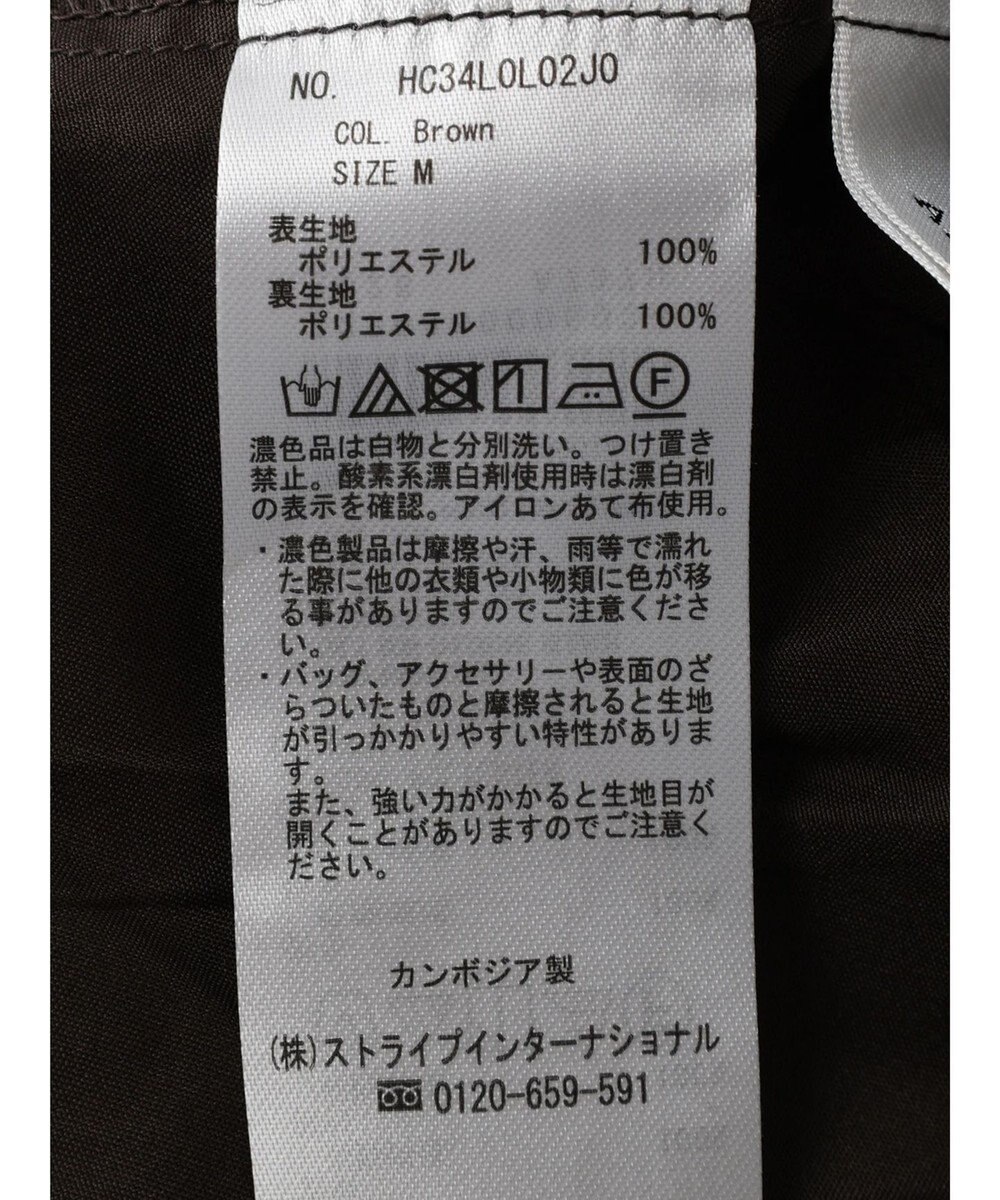 NO. HC34L0L02J0
COL. Brown
SIZE M
表生地
ポリエステル 100%
裏生地
ポリエステル 100%
F
濃色品は白物と分別洗い。つけ置き
禁止。酸素系漂白剤使用時は漂白剤
の表示を確認。アイロンあて布使用。
・濃色製品は摩擦や汗、雨等で濡れ
た際に他の衣類や小物類に色が移
る事がありますのでご注意くださ
い。
・バッグ、アクセサリーや表面のざ
らついたものと摩擦されると生地
が引っかかりやすい特性がありま
す。
また、強い力がかかると生地目が
開くことがありますのでご注意く
ださい。
カンボジア製
(株)ストライプインターナショナル
0120-659-591